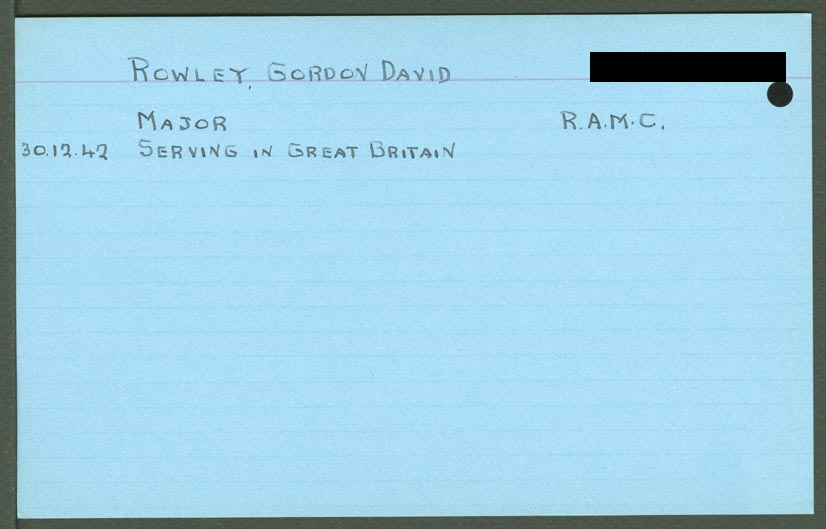 ROWLEY, GORDON DAVID
MAJOR R.A.M.C.
30.12.42 SERVING IN GREAT BRITAIN